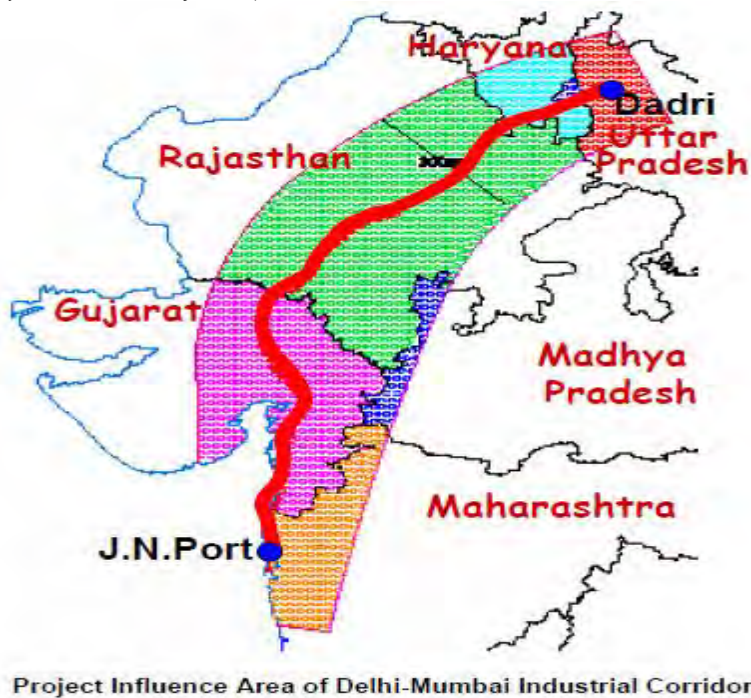 Haryana
Dadri
Uttar
Pradesh
Rajasthan
Gujarat
Madhya
Pradesh
Maharashtra
J.N.Port
Project Influence Area of Delhi-Mumbai Industrial Corridor